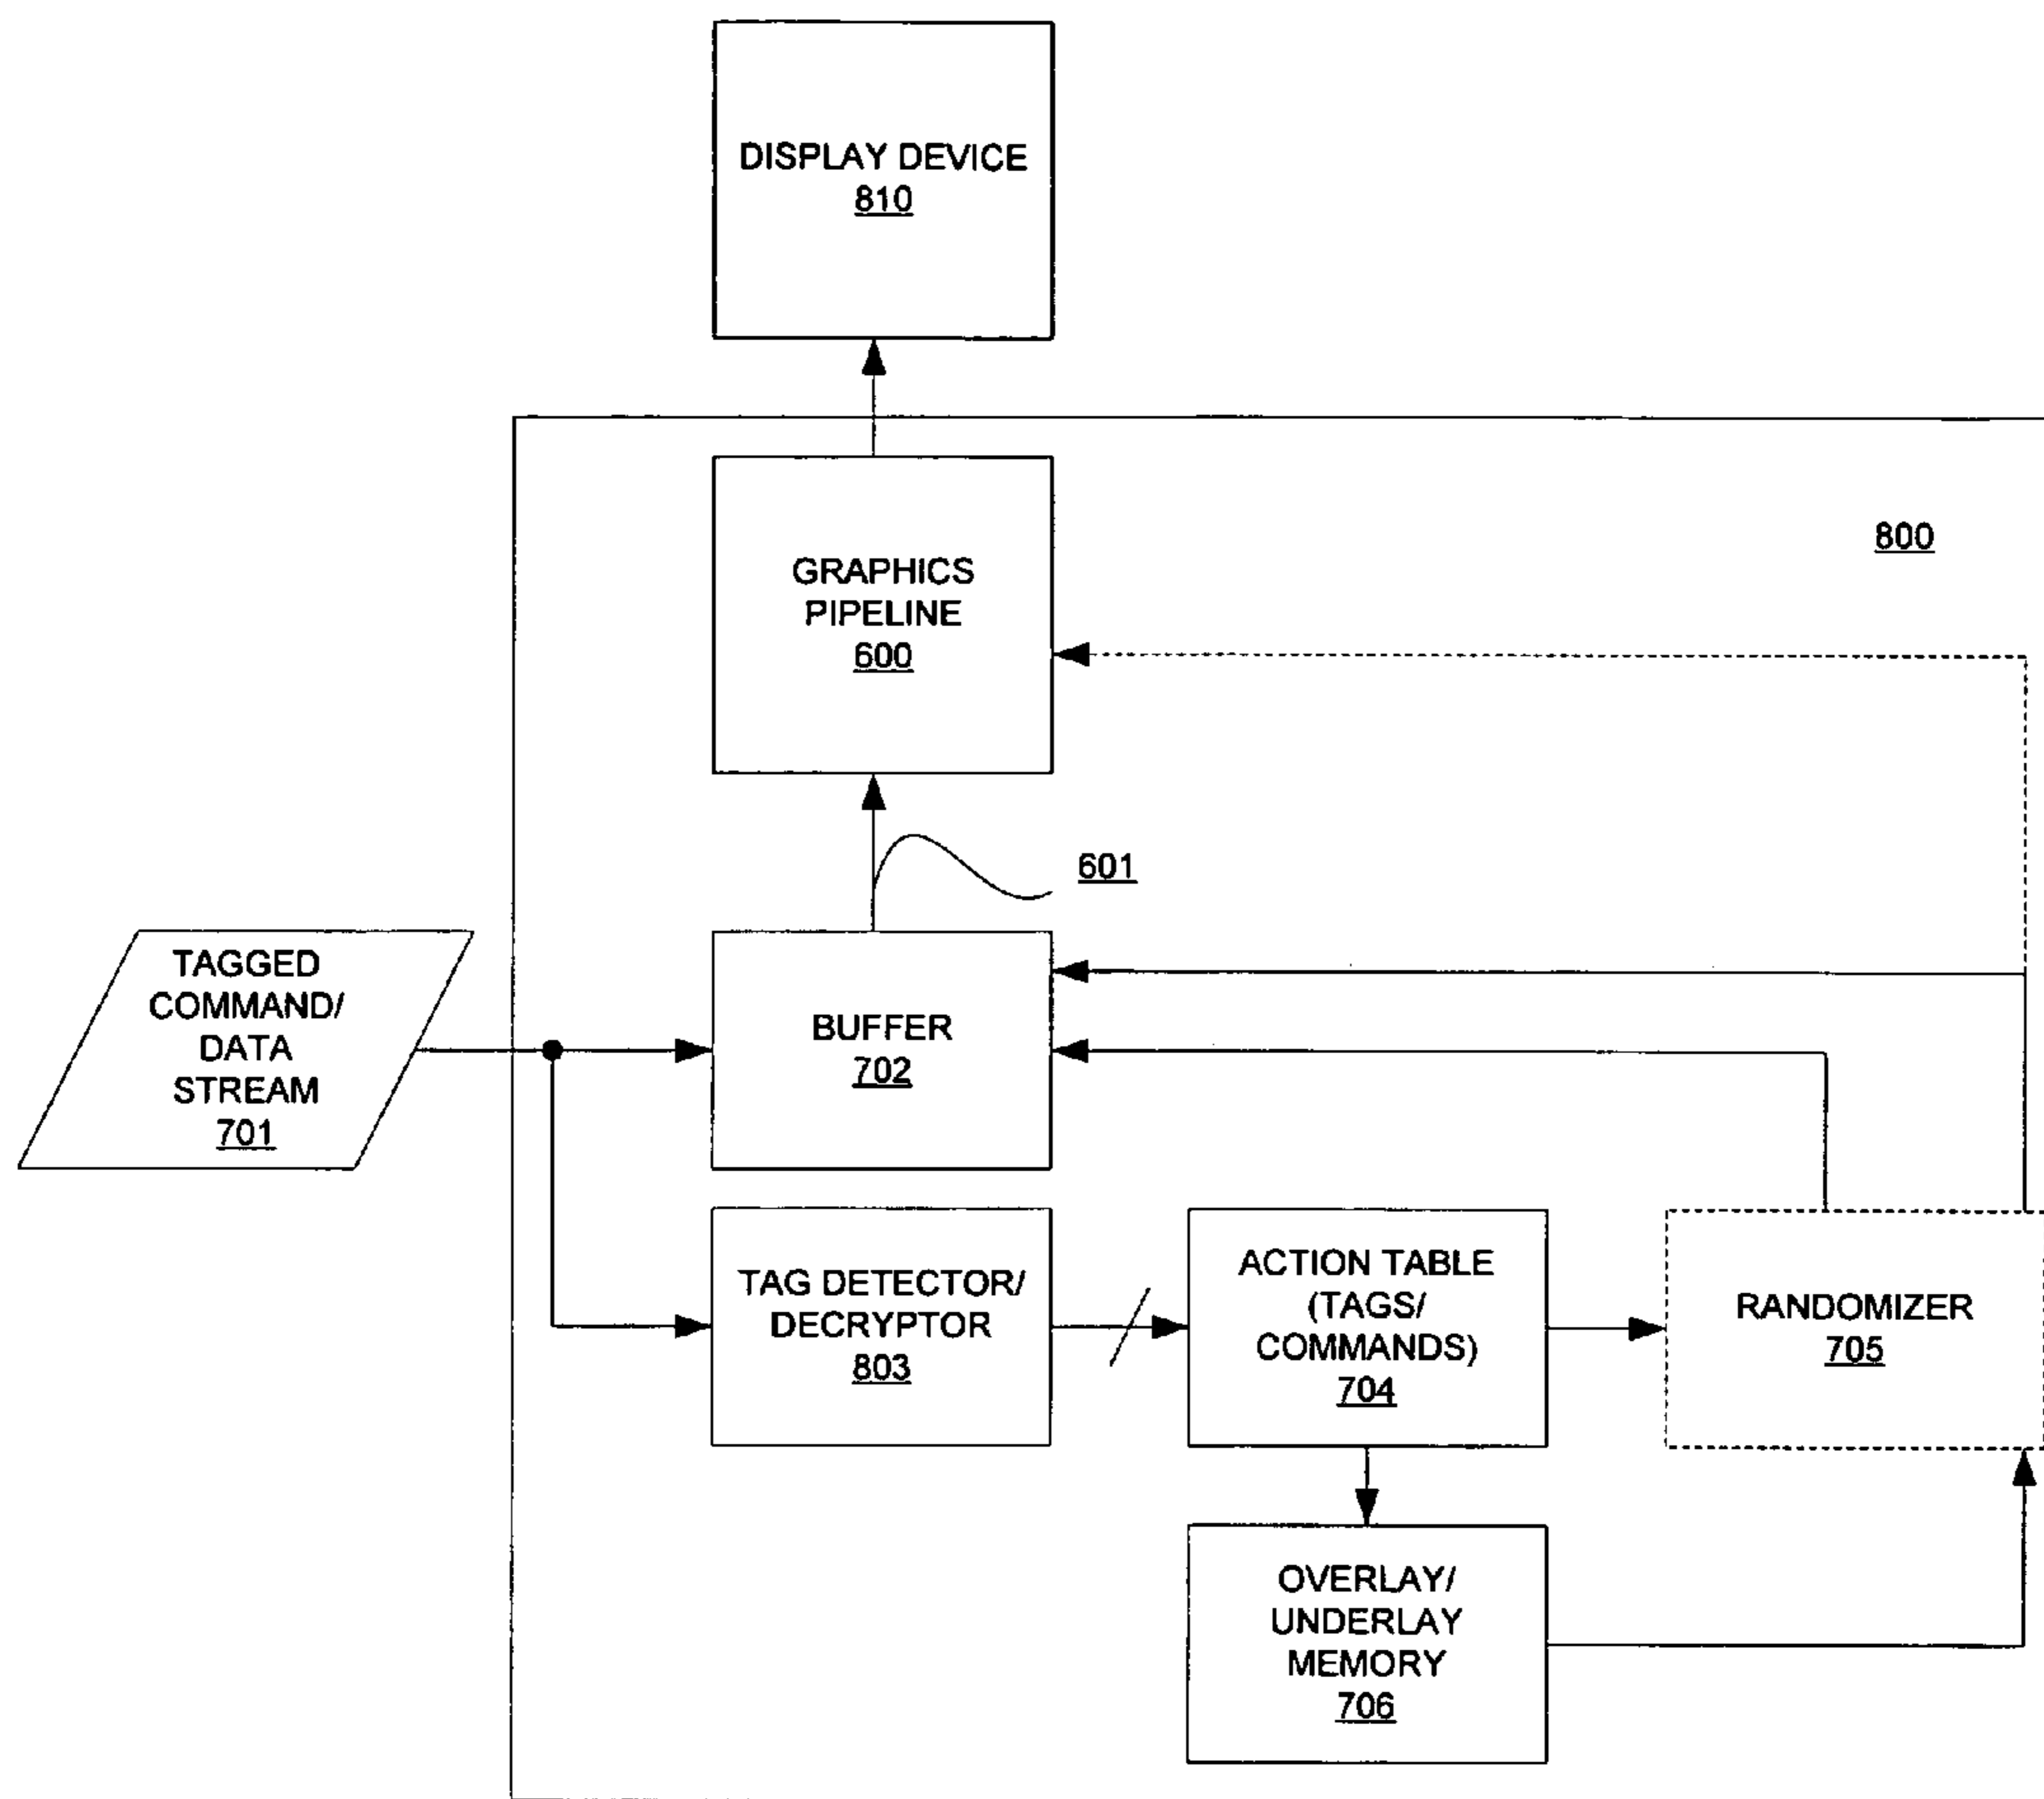 DISPLAY DEVICE
810
800
GRAPHICS
PIPELINE
600
601
TAGGED
COMMAND/
DATA
STREAM
701
BUFFER
702
TAG DETECTOR/
DECRYPTOR
803
ACTION TABLE
(TAGS/
COMMANDS)
704
RANDOMIZER
705
OVERLAY/
UNDERLAY
MEMORY
706